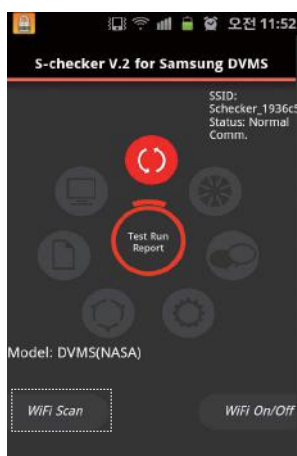 오전 11:52
S-checker V.2 for Samsung DVMS
SSID:
Schecker_1936c5
Status: Normal
Comm.
Test Run
Report
Model: DVMS(NASA)
WiFi Scan
WiFi On/Off